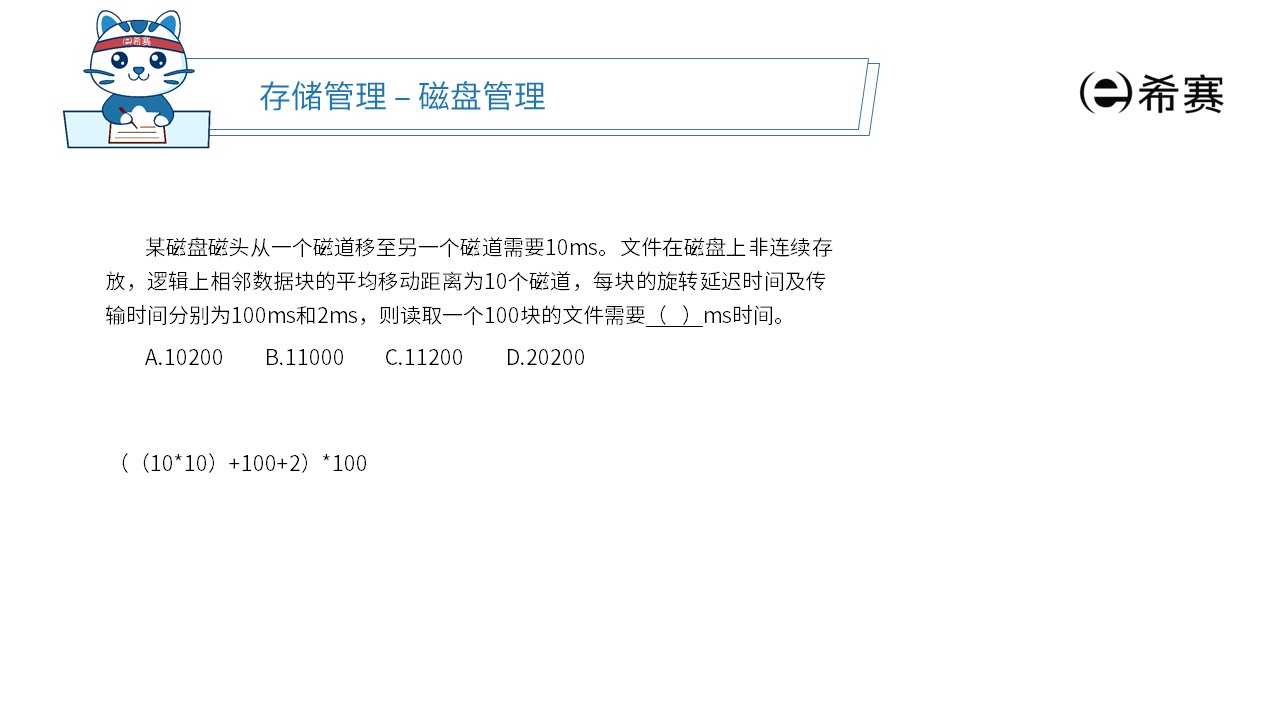 希赛
存储管理 – 磁盘管理
希赛
某磁盘磁头从一个磁道移至另一个磁道需要10ms。文件在磁盘上非连续存
放，逻辑上相邻数据块的平均移动距离为10个磁道，每块的旋转延迟时间及传
输时间分别为100ms和2ms，则读取一个100块的文件需要（ ）ms时间。
A.10200 B.11000 C.11200 D.20200
（（10*10）+100+2）*100